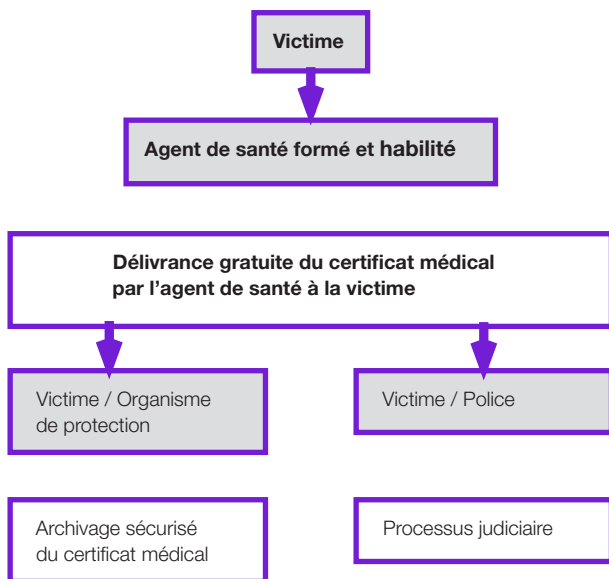 Victime
Agent de santé formé et habilité
Délivrance gratuite du certificat médical
par l’agent de santé à la victime
Victime / Organisme
de protection
Victime / Police
Archivage sécurisé
du certificat médical
Processus judiciaire